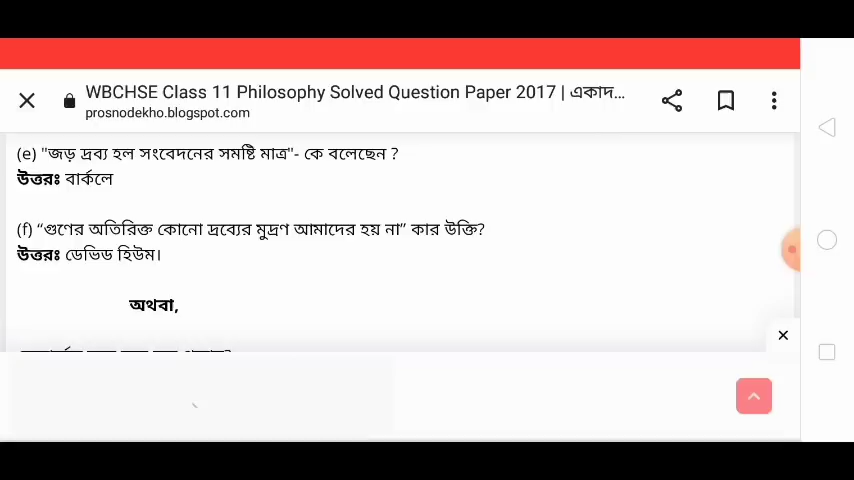 WBCHSE Class 11 Philosophy Solved Question Paper 2017 | একাদ...
prosnodekho.blogspot.com
(e) "জড় দ্রব্য হল সংবেদনের সমষ্টি মাত্র"- কে বলেছেন ?
উত্তরঃ বার্কলে
(f) “গুণের অতিরিক্ত কোনো দ্রব্যের মুদ্রণ আমাদের হয় না” কার উক্তি?
উত্তরঃ ডেভিড হিউম।
অথবা,